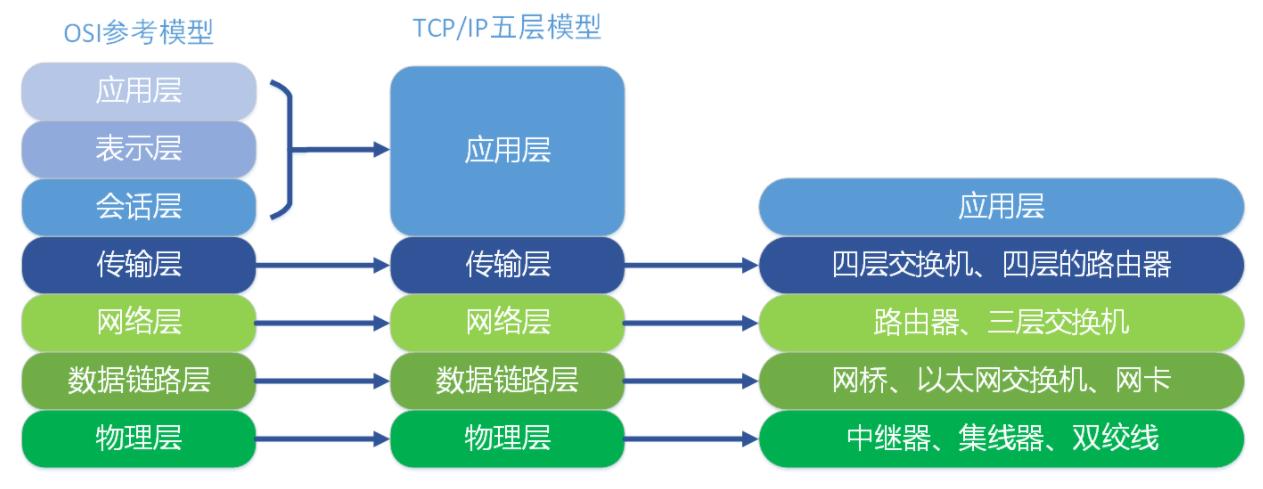 OSI参考模型
TCP/IP五层模型
应用层
表示层
会话层
传输层
网络层
数据链路层
物理层
应用层
传输层
网络层
数据链路层
物理层
应用层
四层交换机、四层的路由器
路由器、三层交换机
网桥、以太网交换机、网卡
中继器、集线器、双绞线